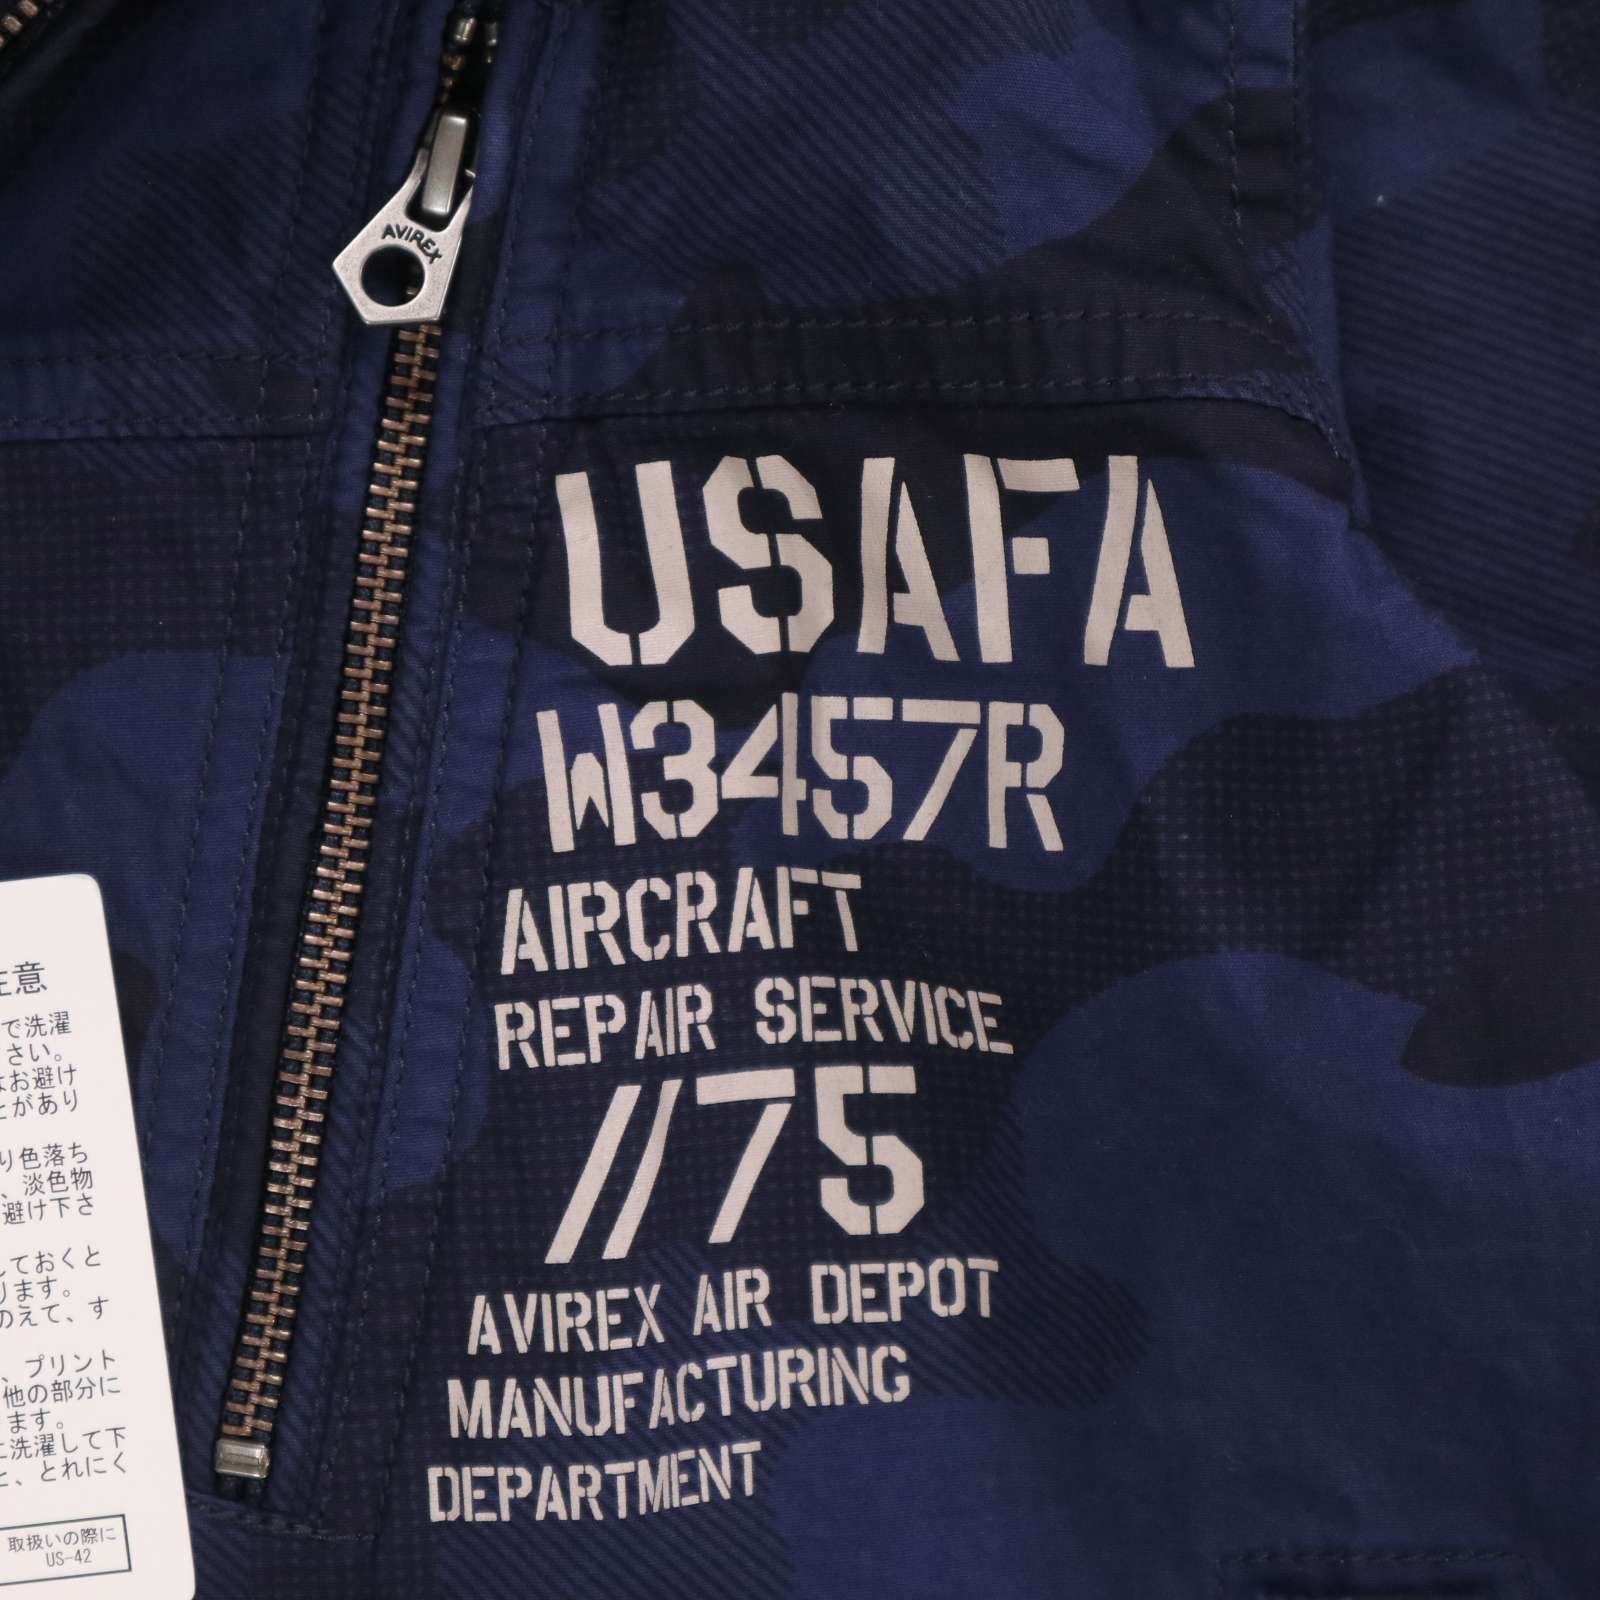 AVIREX
USAFA
W3457R
AIRCRAFT
REPAIR SERVICE
//75
AVIREX AIR DEPOT
MANUFACTURING
DEPARTMENT
注意
で洗濯
さい。
お避け
とがあり
り色落ち
、淡色物
避け下さ
しておくと
ります。
のえて、す
、プリント
他の部分に
ます。
に洗濯して下
と、とれにく
取扱いの際に
US-42